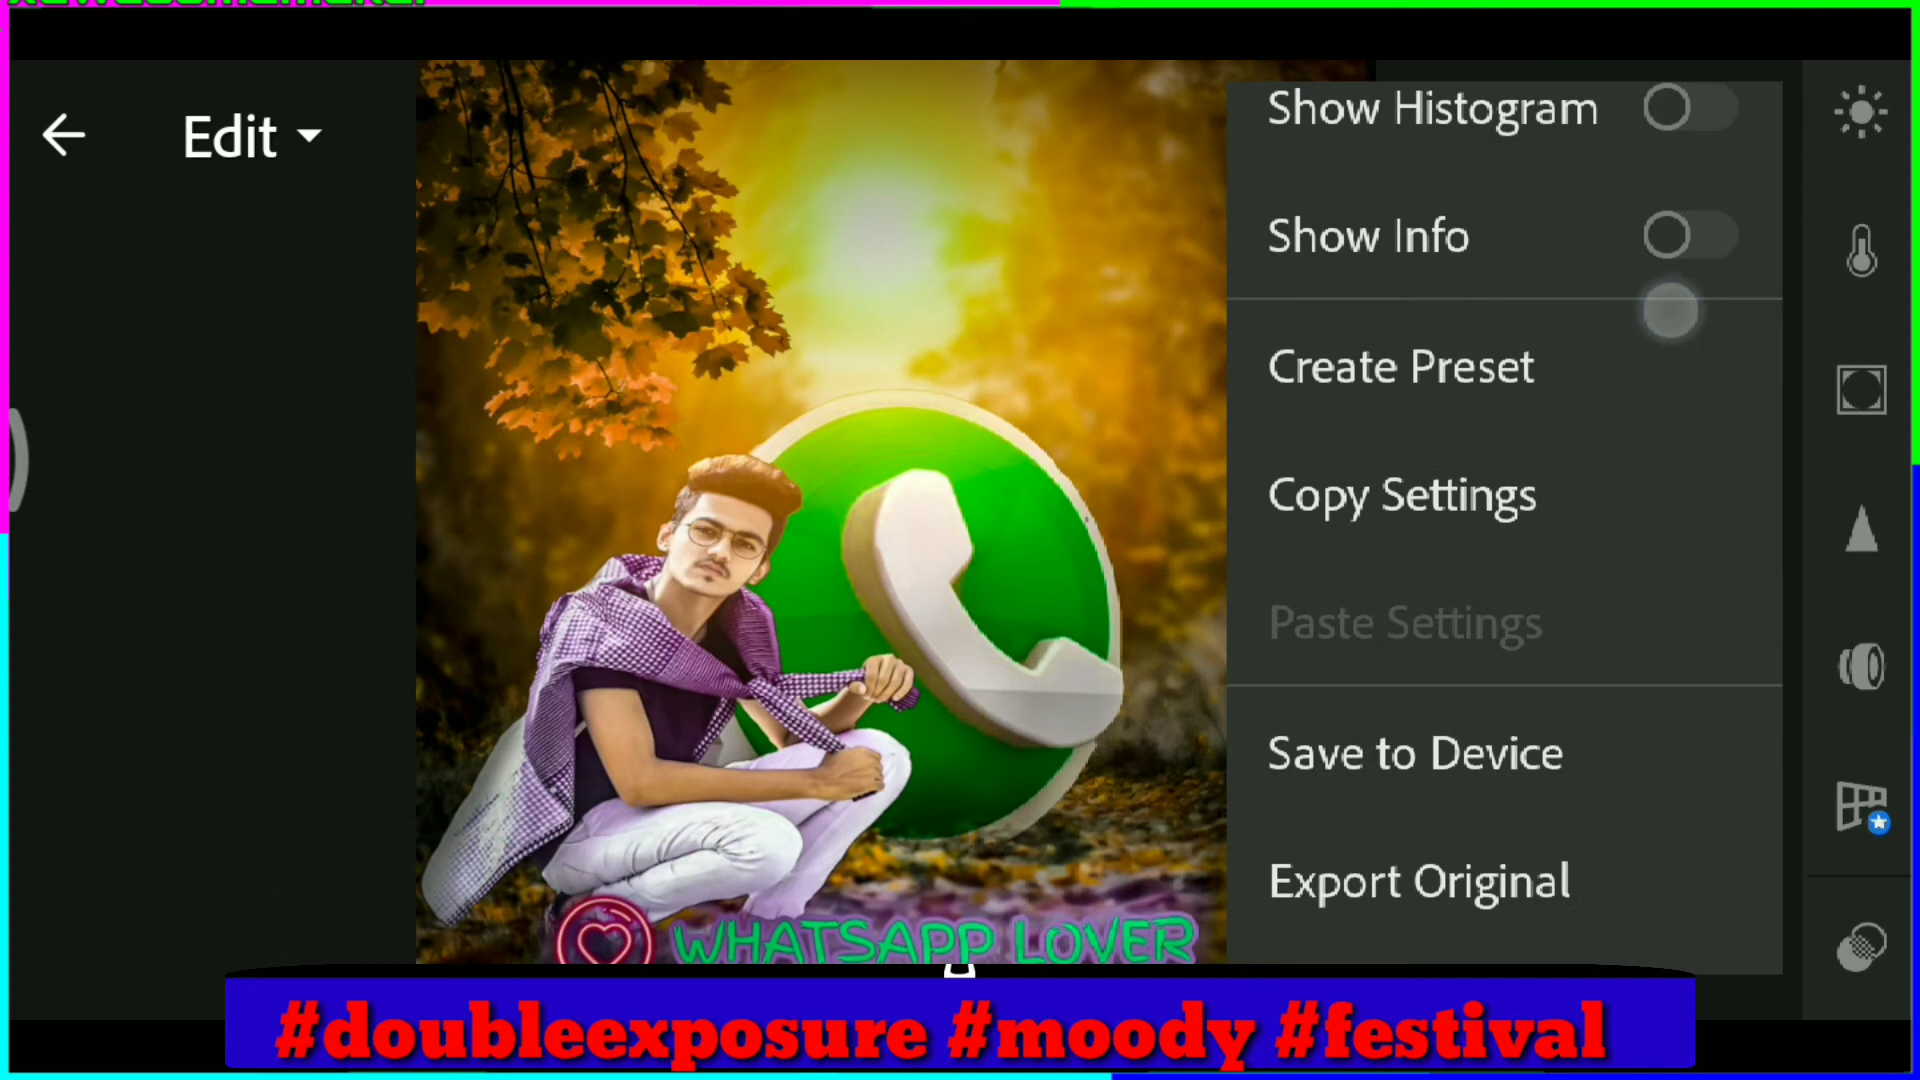 Edit
Show Histogram
Show Info
Create Preset
Copy Settings
Paste Settings
Save to Device
Export Original
WHATSAPP LOVER
#doubleexposure #moody #festival